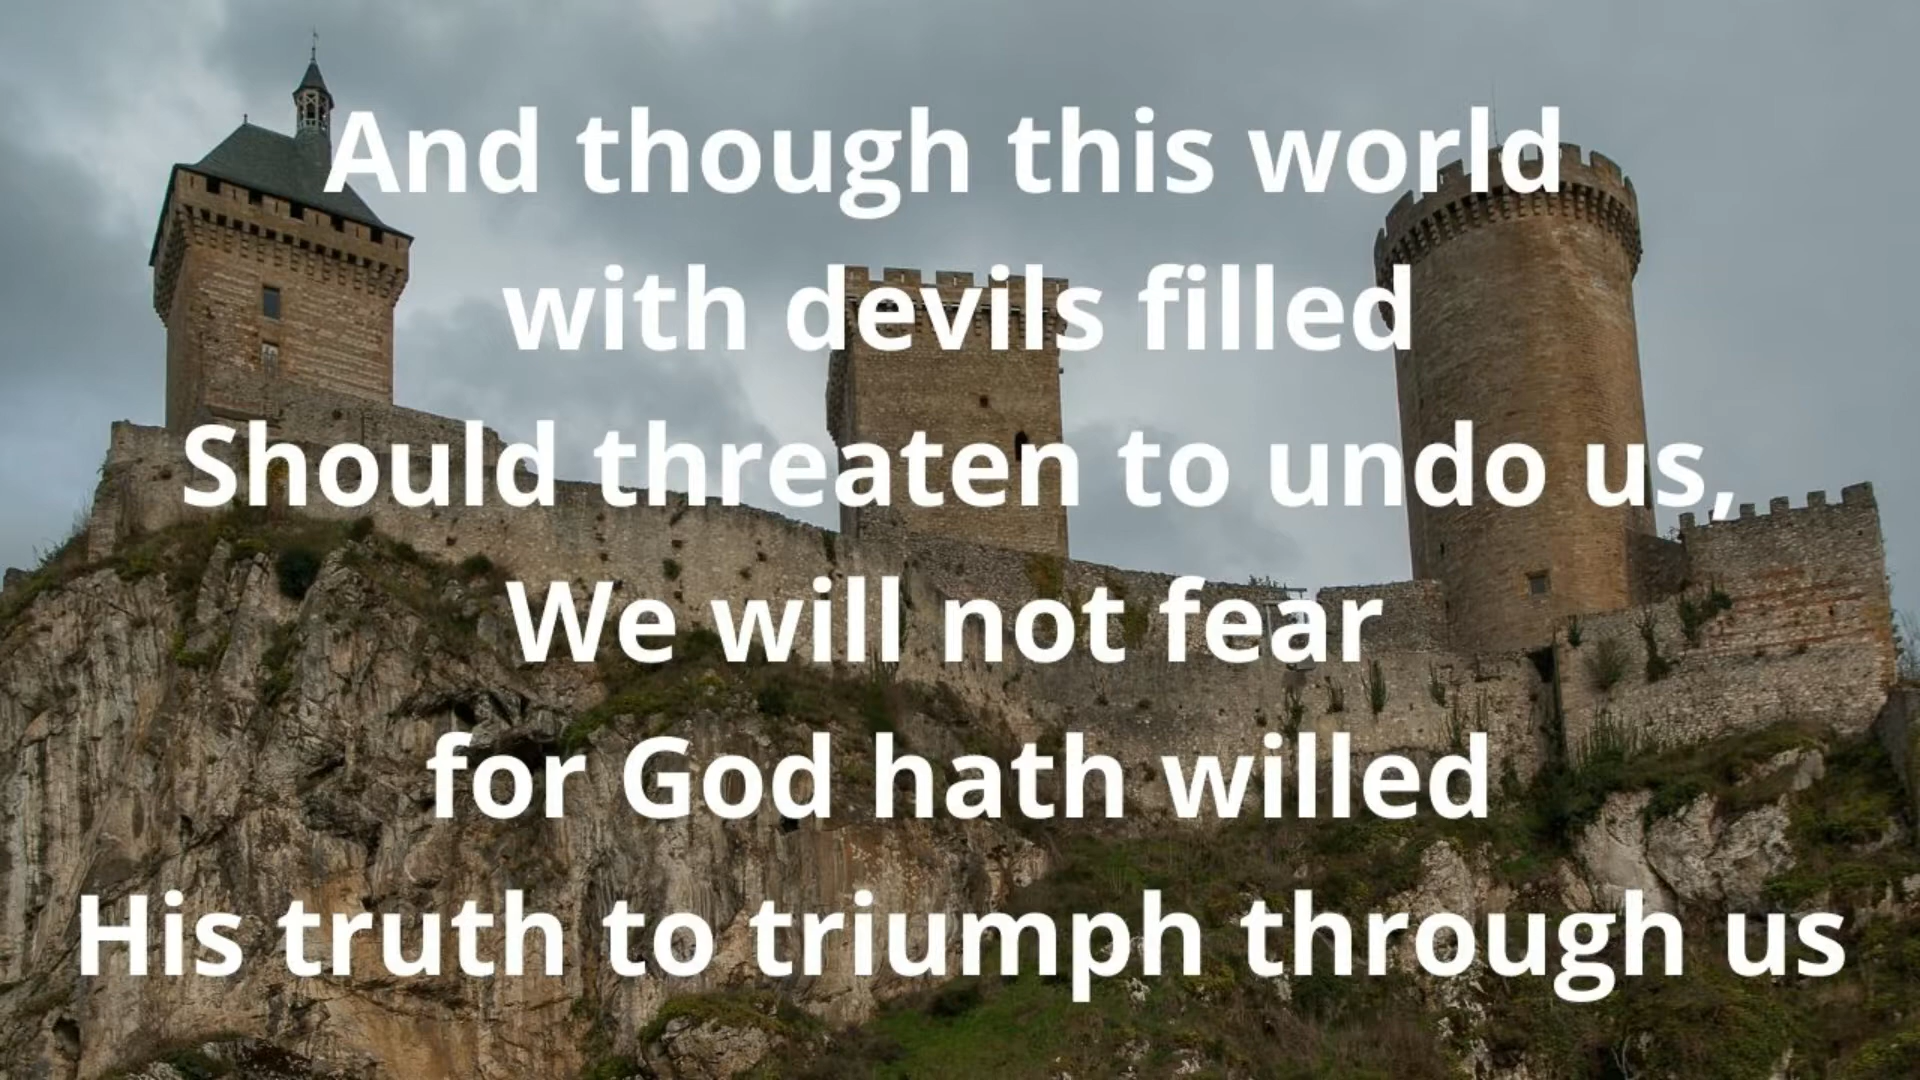 And though this world
with devils filled
Should threaten to undo us,
We will not fear
for God hath willed
His truth to triumph through us